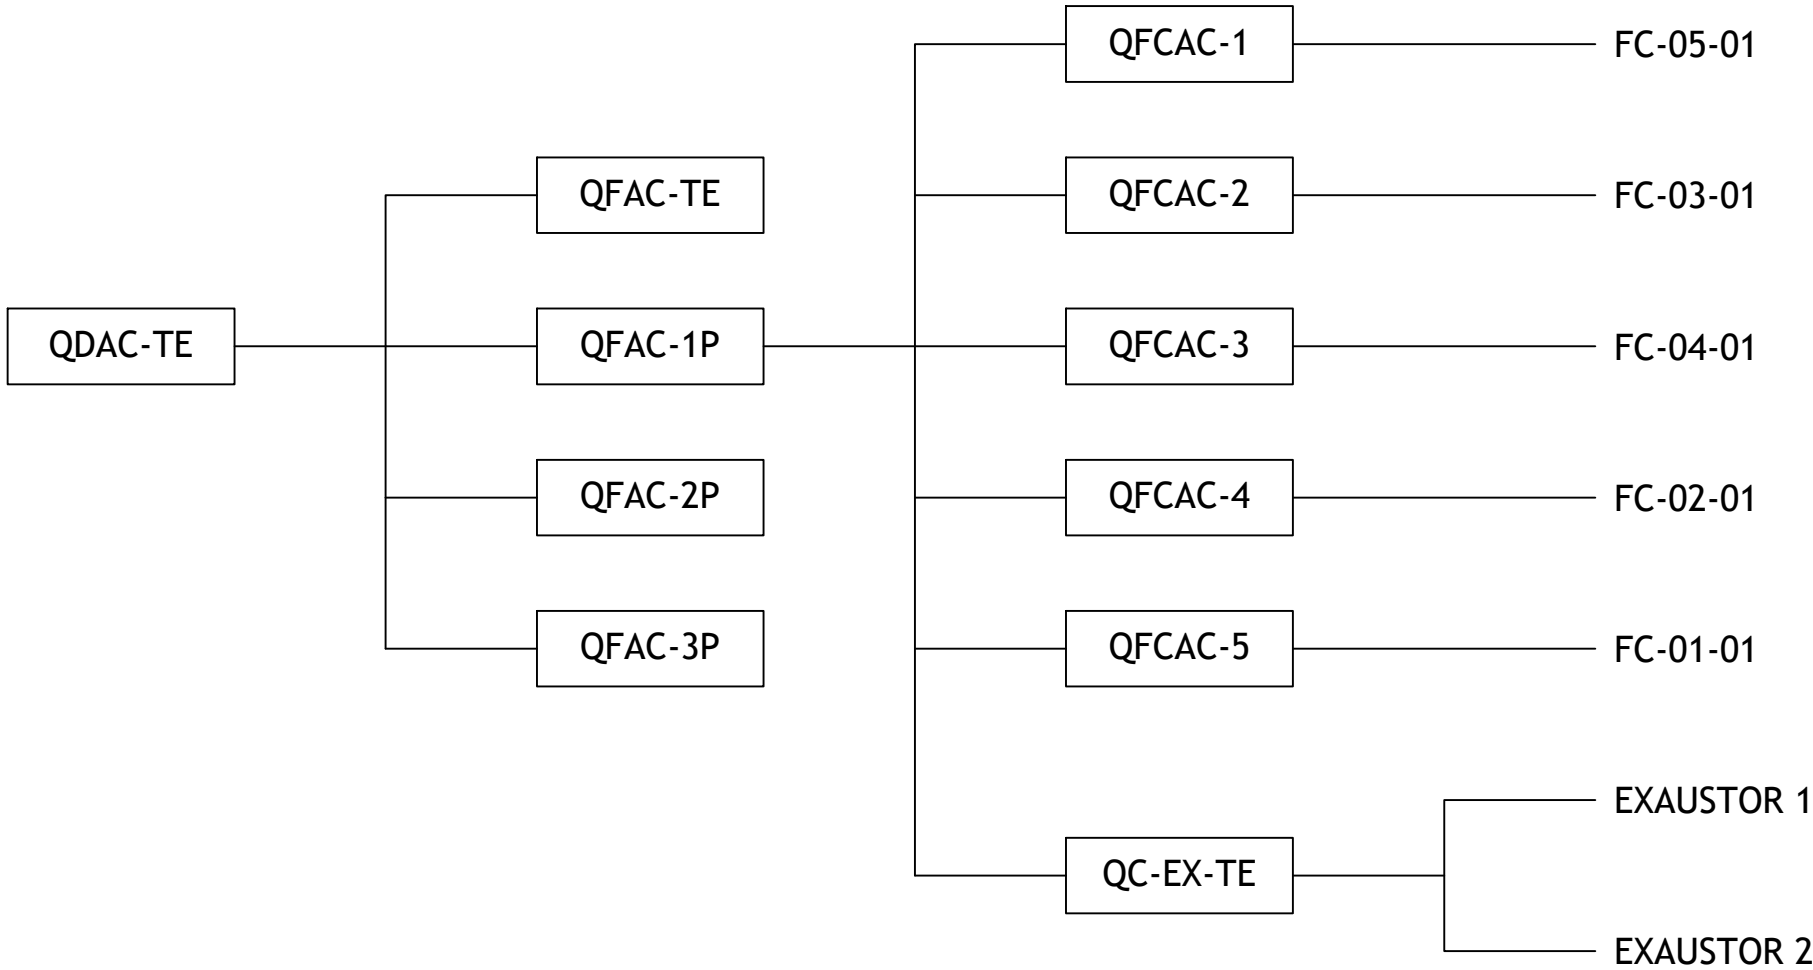 QFCAC-1
FC-05-01
QFAC-TE
QFCAC-2
FC-03-01
QDAC-TE
QFAC-1P
QFCAC-3
FC-04-01
QFAC-2P
QFCAC-4
FC-02-01
QFAC-3P
QFCAC-5
FC-01-01
EXAUSTOR 1
QC-EX-TE
EXAUSTOR 2